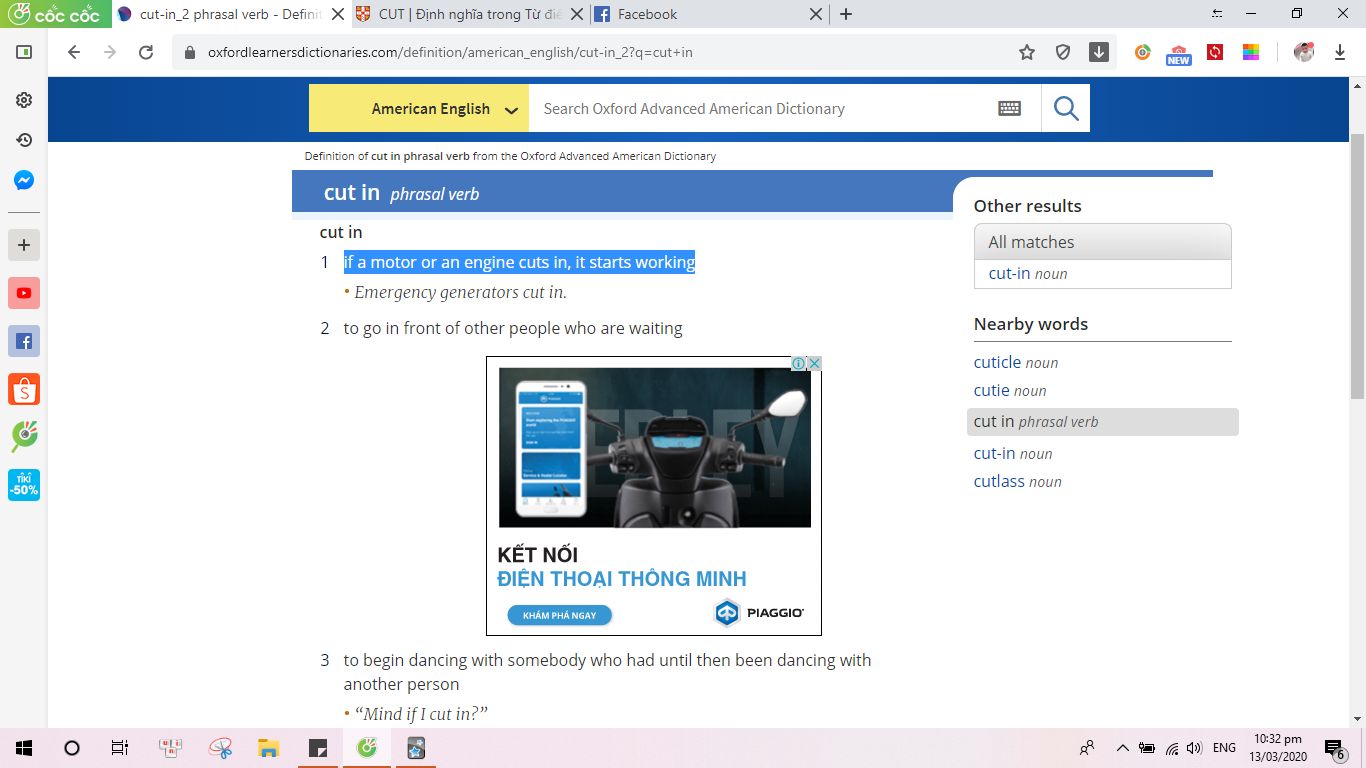 cốc cốc
cut-in_2 phrasal verb - Definit
CUT | Định nghĩa trong Từ điể
Facebook
oxfordlearnersdictionaries.com/definition/american_english/cut-in_2?q=cut+in
NEW
American English
Search Oxford Advanced American Dictionary
Definition of cut in phrasal verb from the Oxford Advanced American Dictionary
cut in phrasal verb
cut in
1 if a motor or an engine cuts in, it starts working
• Emergency generators cut in.
2 to go in front of other people who are waiting
KẾT NỐI
ĐIỆN THOẠI THÔNG MINH
KHÁM PHÁ NGAY
PIAGGIO
3 to begin dancing with somebody who had until then been dancing with
another person
• “Mind if I cut in?”
Other results
All matches
cut-in noun
Nearby words
cuticle noun
cutie noun
cut in phrasal verb
cut-in noun
cutlass noun
TIKI
-50%
ENG
10:32 pm
13/03/2020
6